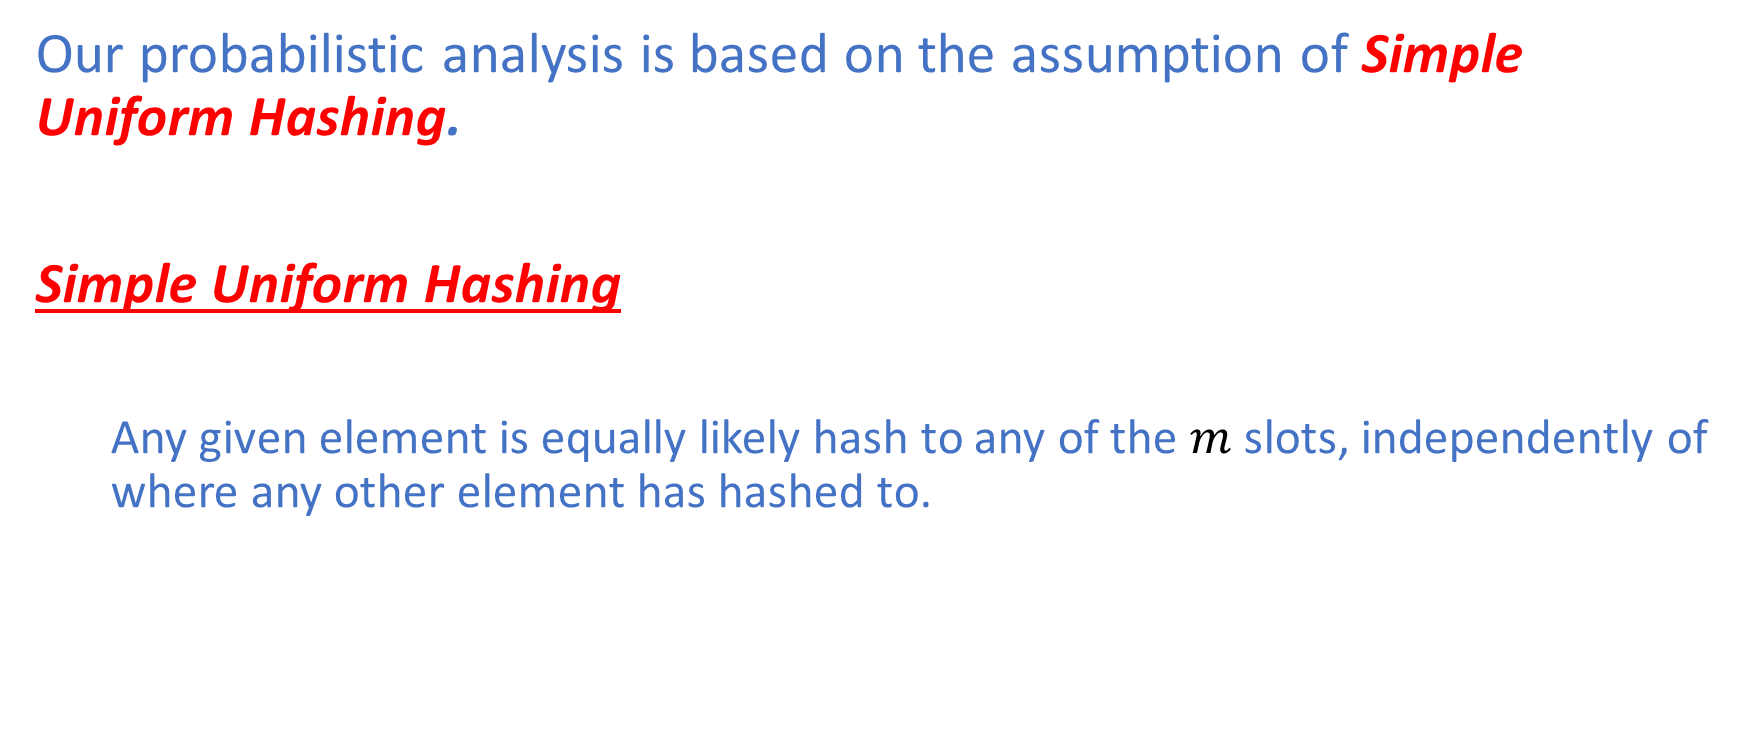 Our probabilistic analysis is based on the assumption of Simple
Uniform Hashing.
Simple Uniform Hashing
Any given element is equally likely hash to any of the m slots, independently of
where any other element has hashed to.